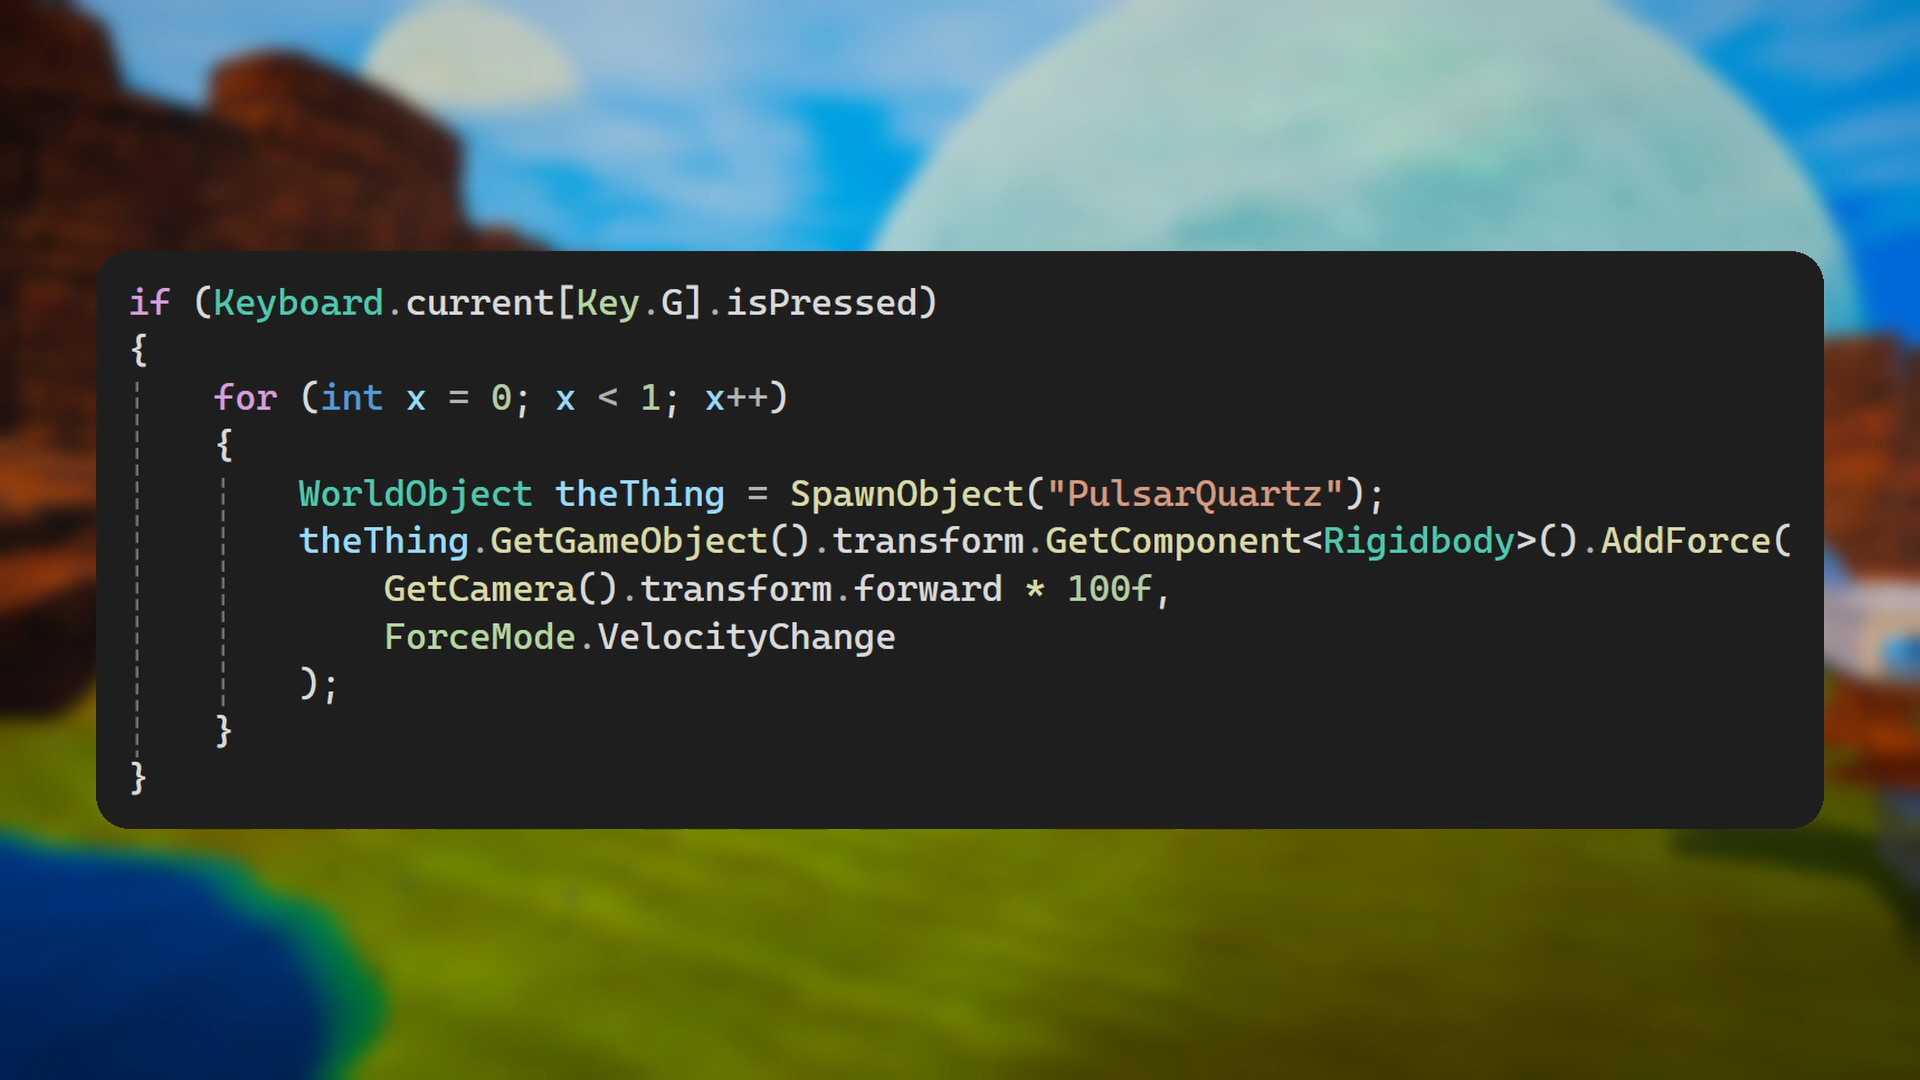 if (Keyboard.current[Key.G].isPressed)
{
for (int x = 0; x < 1; x++)
{
WorldObject theThing = SpawnObject("PulsarQuartz");
theThing.GetGameObject().transform.GetComponent<Rigidbody>().AddForce(
GetCamera().transform.forward * 100f,
ForceMode.VelocityChange
);
}
}